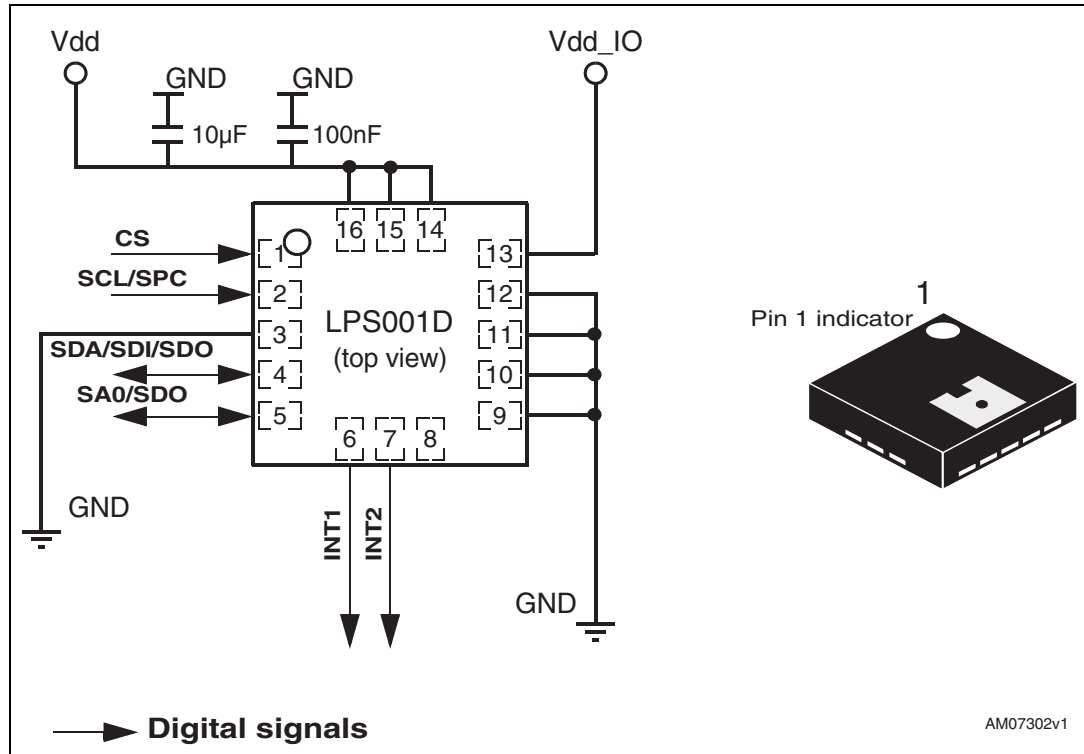 Vdd
Vdd_IO
GND
GND
10µF
100nF
16
15
14
CS
1
13
SCL/SPC
2
12
3
LPS001D
11
SDA/SDI/SDO
4
(top view)
10
SA0/SDO
5
9
6
7
8
GND
INT1
INT2
GND
1
Pin 1 indicator
Digital signals
AM07302v1